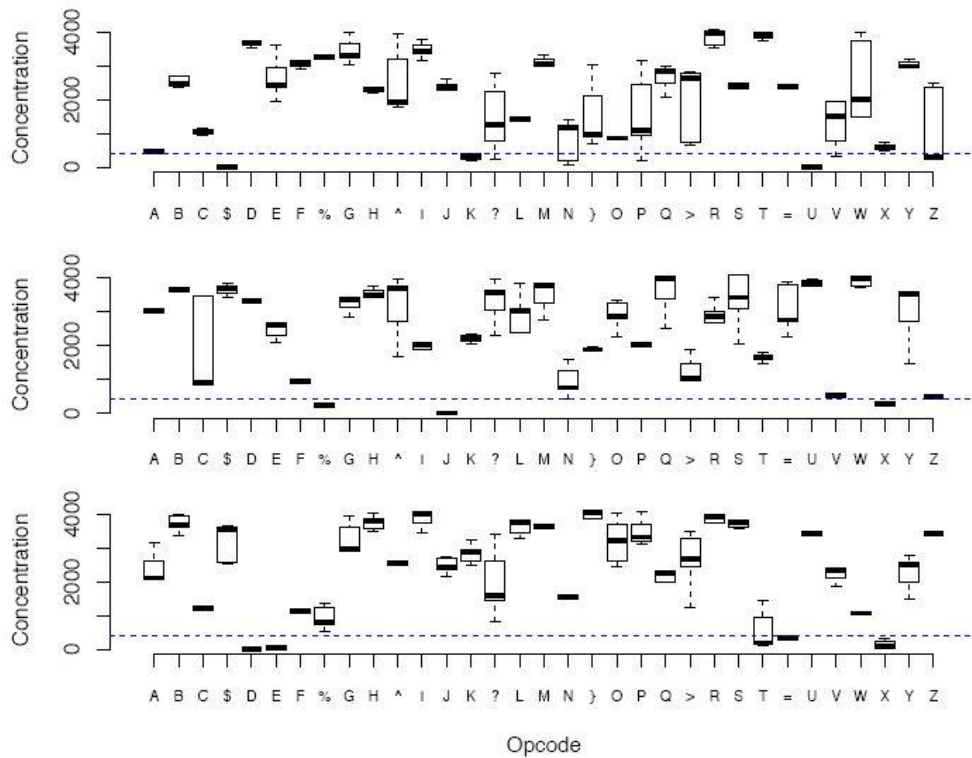 Concentration
0 2000 4000
A B C $ D E F % G H ^ I J K ? L M N } O P Q > R S T = U V W X Y Z
Concentration
0 2000 4000
A B C $ D E F % G H ^ I J K ? L M N } O P Q > R S T = U V W X Y Z
Concentration
0 2000 4000
A B C $ D E F % G H ^ I J K ? L M N } O P Q > R S T = U V W X Y Z
Opcode